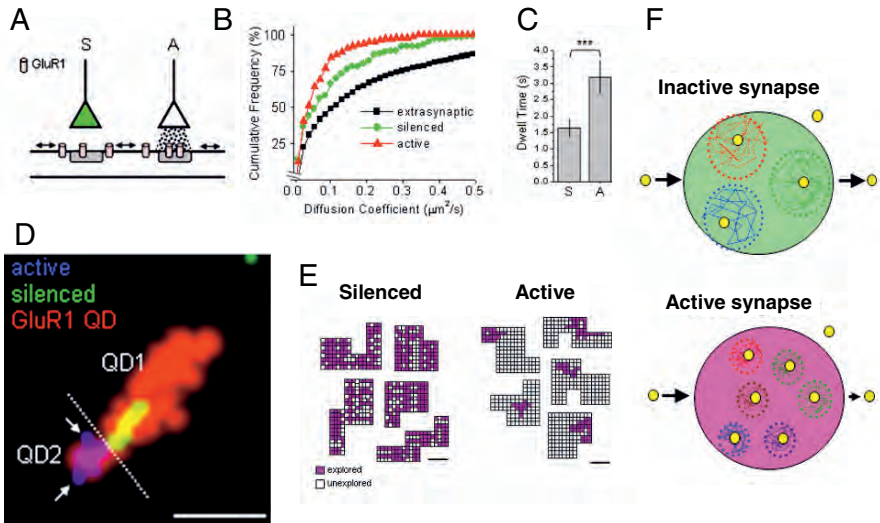 A
S
A
GluR1
B
Cumulative Frequency (%)
100
75
50
25
extrasynaptic
silenced
active
0.0
0.1
0.2
0.3
0.4
0.5
Diffusion Coefficient (μm²/s)
C
***
Dwell Time (s)
4.0
3.5
3.0
2.5
2.0
1.5
1.0
0.5
0.0
S
A
D
active
silenced
GluR1 QD
QD1
QD2
E
Silenced
Active
explored
unexplored
F
Inactive synapse
Active synapse